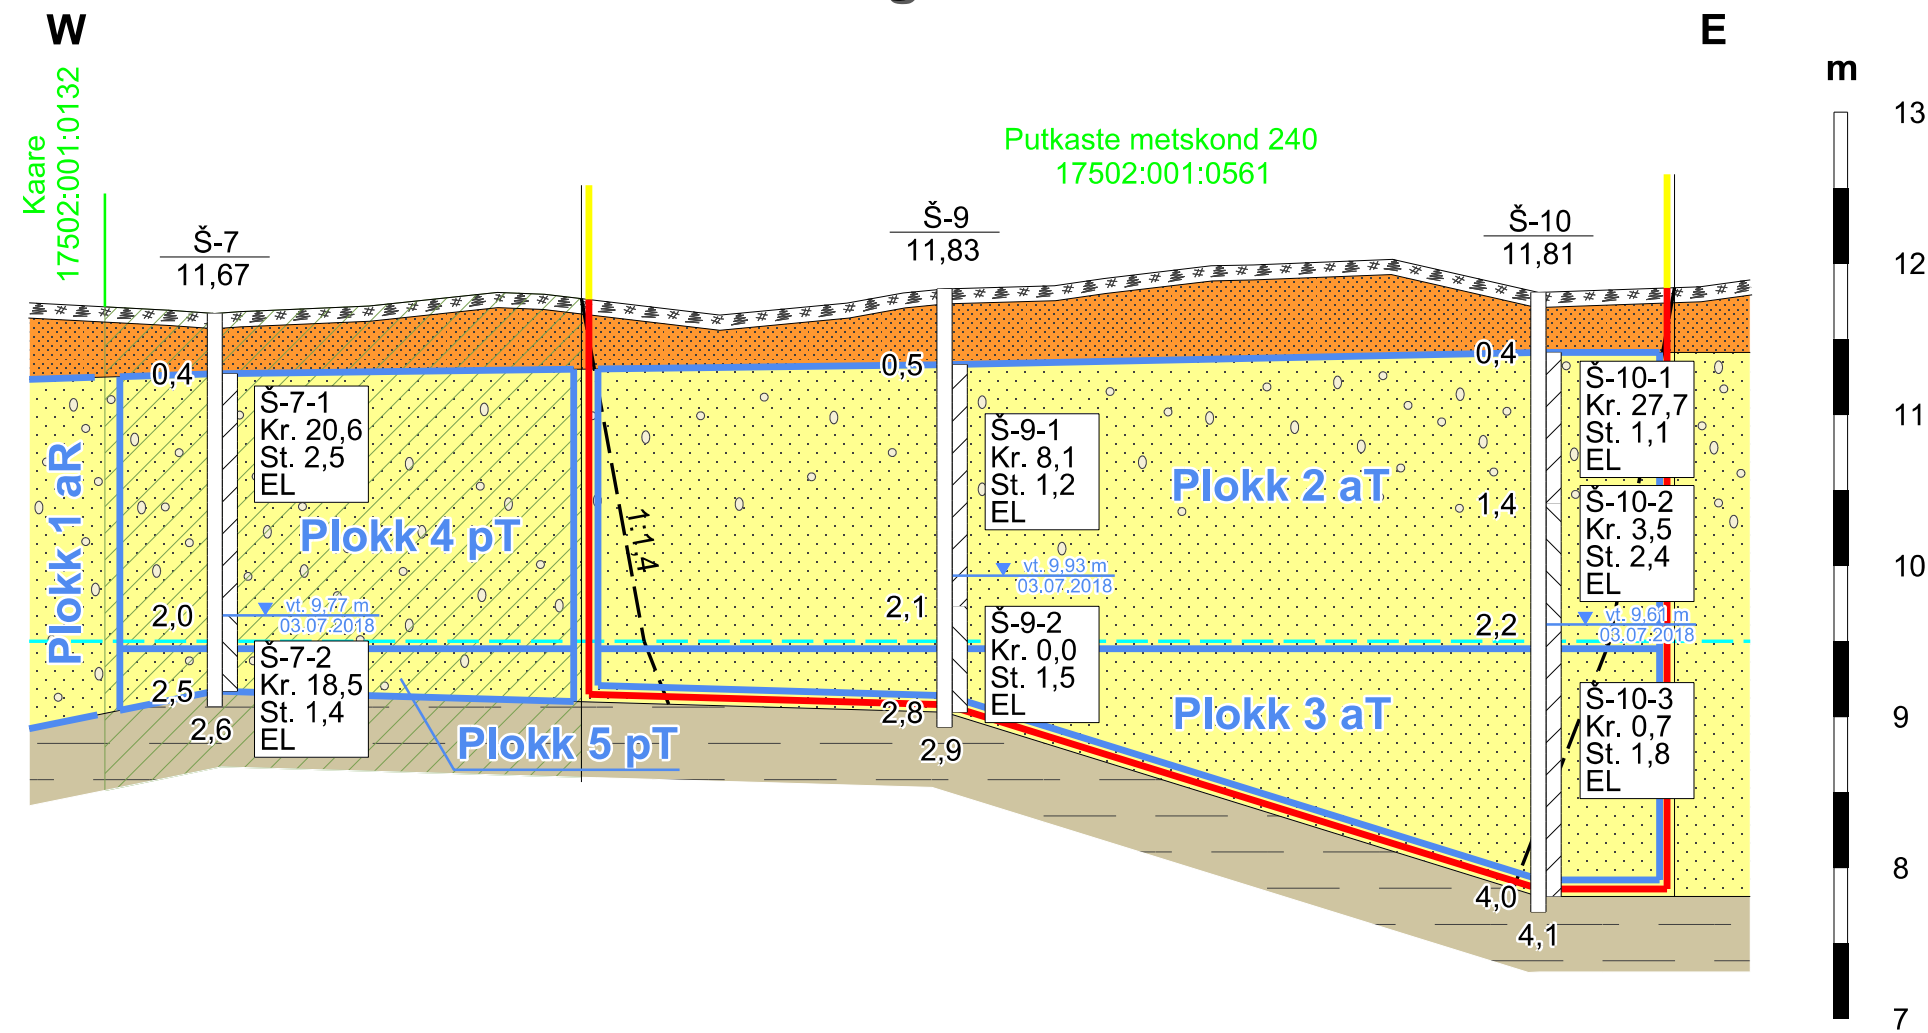 W
E
m
Kaare
17502:001:0132
Putkaste metskond 240
17502:001:0561
Š-7
11,67
Š-9
11,83
Š-10
11,81
13
12
11
10
9
8
7
0,4
2,0
2,5
2,6
Š-7-1
Kr. 20,6
St. 2,5
EL
vt. 9,77 m
03.07.2018
Š-7-2
Kr. 18,5
St. 1,4
EL
Plokk 1 aR
Plokk 4 pT
Plokk 5 pT
1:1,4
0,5
2,1
2,8
2,9
Š-9-1
Kr. 8,1
St. 1,2
EL
vt. 9,93 m
03.07.2018
Š-9-2
Kr. 0,0
St. 1,5
EL
Plokk 2 aT
Plokk 3 aT
0,4
1,4
2,2
4,0
4,1
Š-10-1
Kr. 27,7
St. 1,1
EL
Š-10-2
Kr. 3,5
St. 2,4
EL
vt. 9,61 m
03.07.2018
Š-10-3
Kr. 0,7
St. 1,8
EL